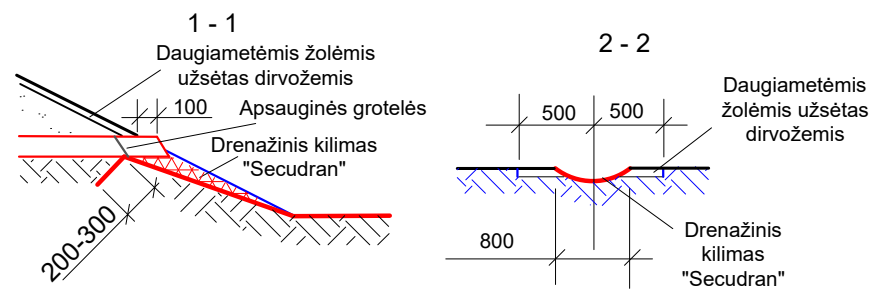 1 - 1
Daugiametėmis žolėmis
užsėtas dirvožemis
100
Apsauginės grotelės
Drenažinis kilimas
"Secudran"
200-300
2 - 2
500
500
Daugiametėmis
žolėmis užsėtas
dirvožemis
800
Drenažinis
kilimas
"Secudran"